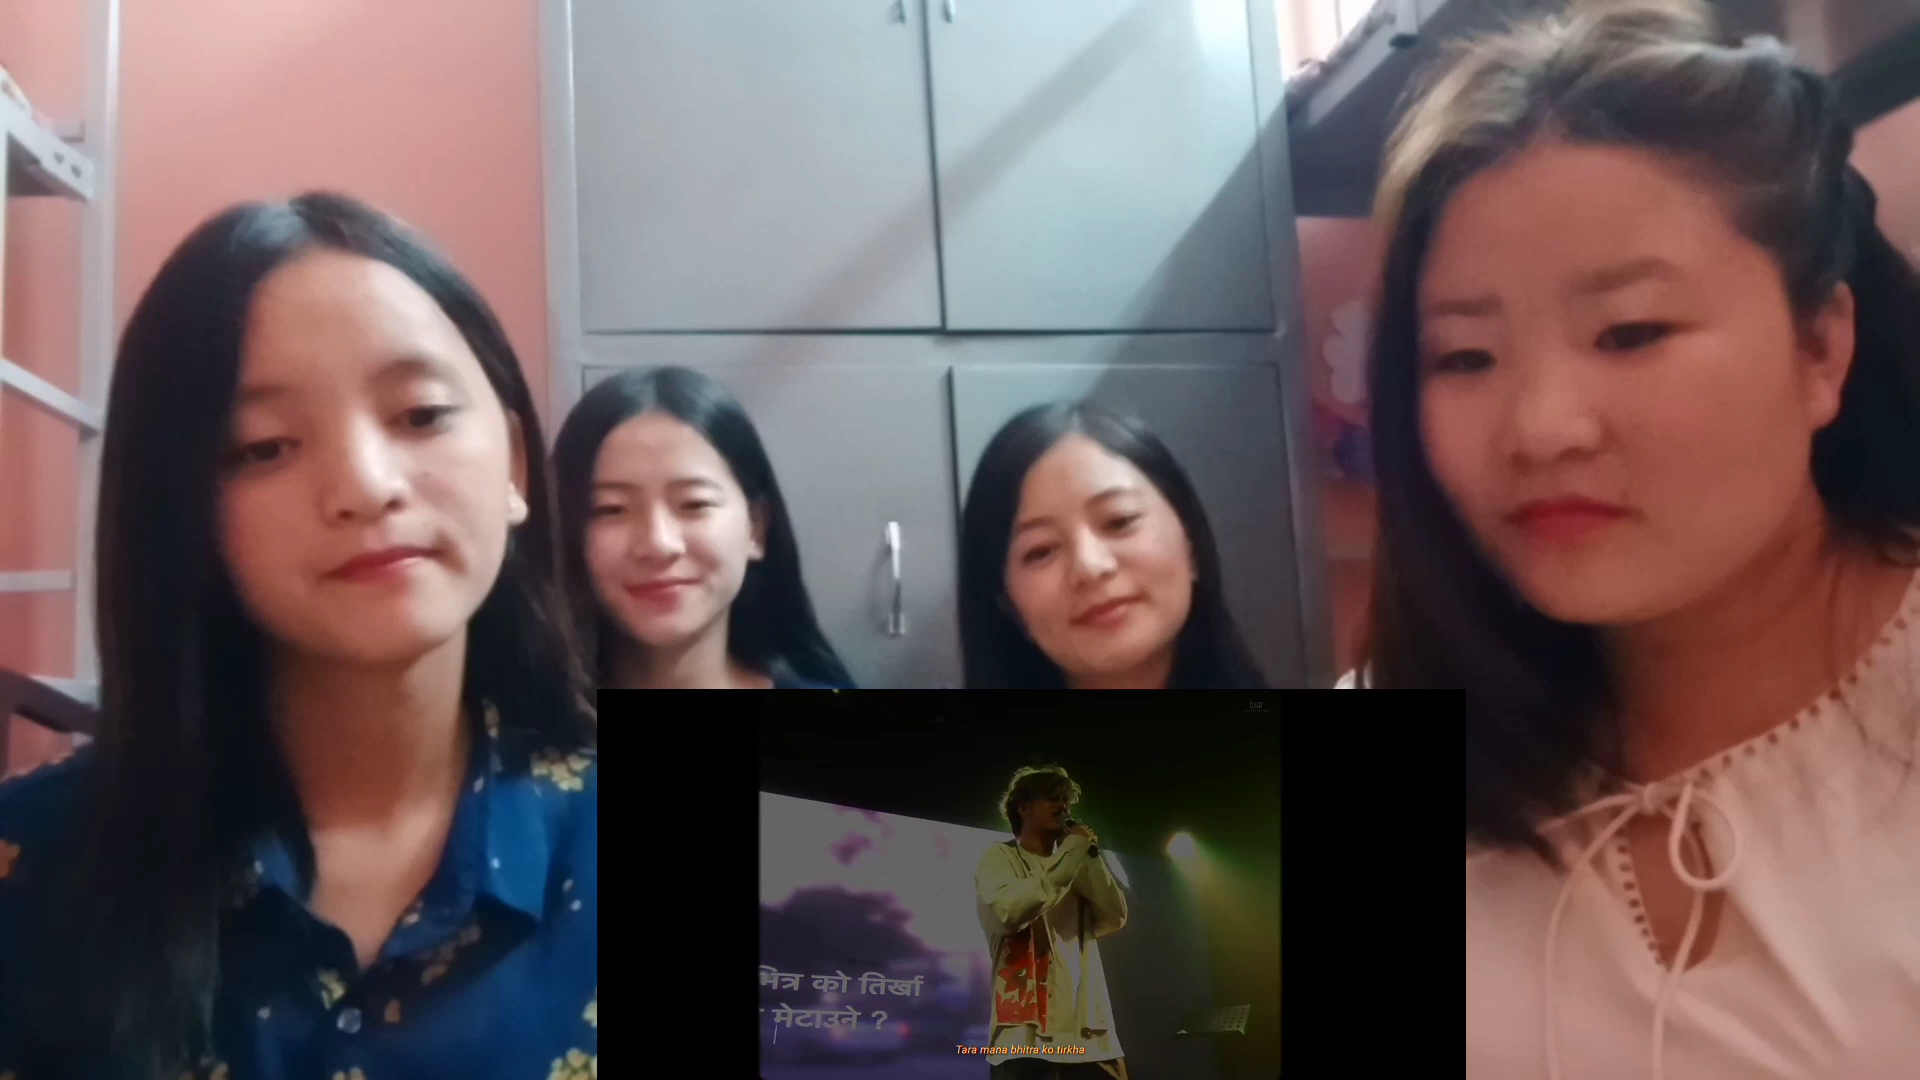 भित्र को तिर्खा
मेटाउने ?
Tara mana bhitra ko tirkha